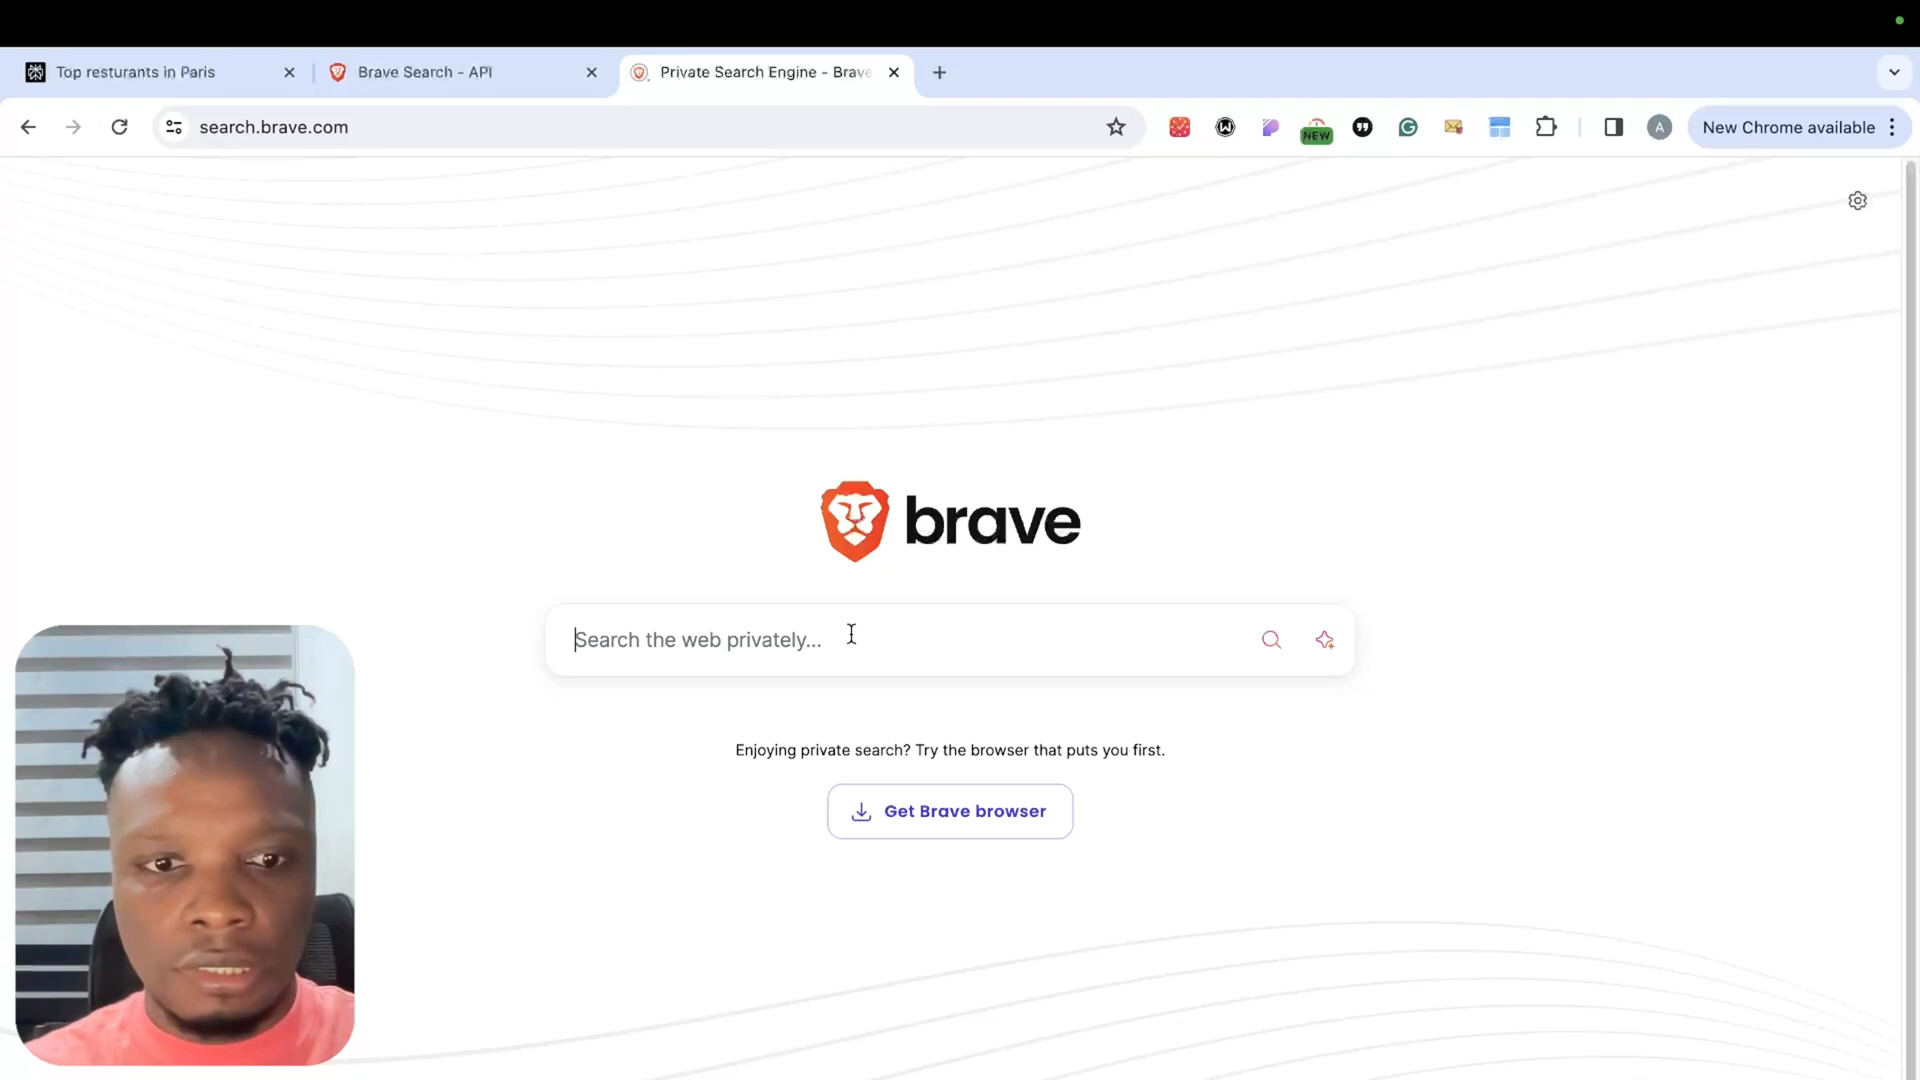 Top resturants in Paris
Brave Search - API
Private Search Engine - Brave
search.brave.com
NEW
A
New Chrome available
brave
Search the web privately...
Enjoying private search? Try the browser that puts you first.
Get Brave browser